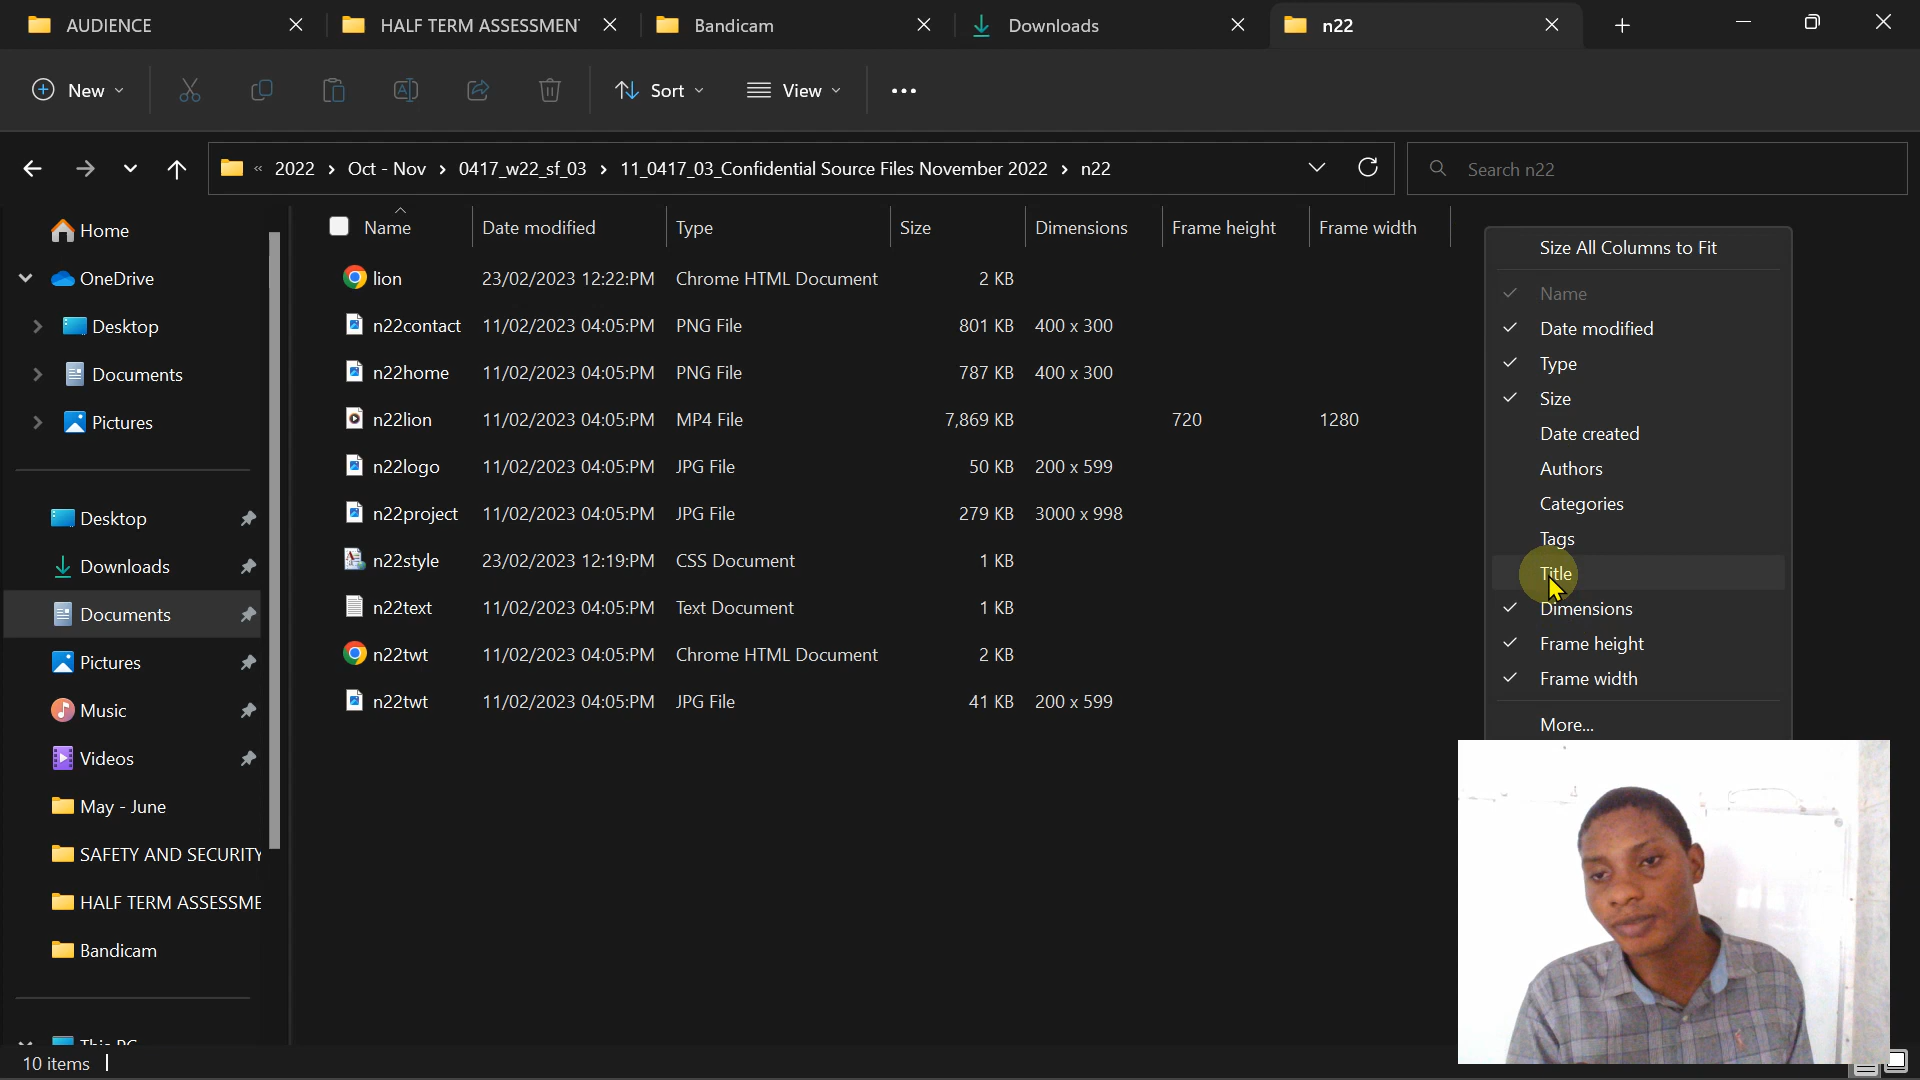 AUDIENCE
HALF TERM ASSESSMEN
Bandicam
Downloads
n22
New
Sort
View
« 2022 > Oct - Nov > 0417_w22_sf_03 > 11_0417_03_Confidential Source Files November 2022 > n22
Search n22
Home
OneDrive
Desktop
Documents
Pictures
Desktop
Downloads
Documents
Pictures
Music
Videos
May - June
SAFETY AND SECURITY
HALF TERM ASSESSME
Bandicam
Name Date modified Type Size Dimensions Frame height Frame width
lion 23/02/2023 12:22:PM Chrome HTML Document 2 KB
n22contact 11/02/2023 04:05:PM PNG File 801 KB 400 x 300
n22home 11/02/2023 04:05:PM PNG File 787 KB 400 x 300
n22lion 11/02/2023 04:05:PM MP4 File 7,869 KB 720 1280
n22logo 11/02/2023 04:05:PM JPG File 50 KB 200 x 599
n22project 11/02/2023 04:05:PM JPG File 279 KB 3000 x 998
n22style 23/02/2023 12:19:PM CSS Document 1 KB
n22text 11/02/2023 04:05:PM Text Document 1 KB
n22twt 11/02/2023 04:05:PM Chrome HTML Document 2 KB
n22twt 11/02/2023 04:05:PM JPG File 41 KB 200 x 599
Size All Columns to Fit
Name
Date modified
Type
Size
Date created
Authors
Categories
Tags
Title
Dimensions
Frame height
Frame width
More...
10 items